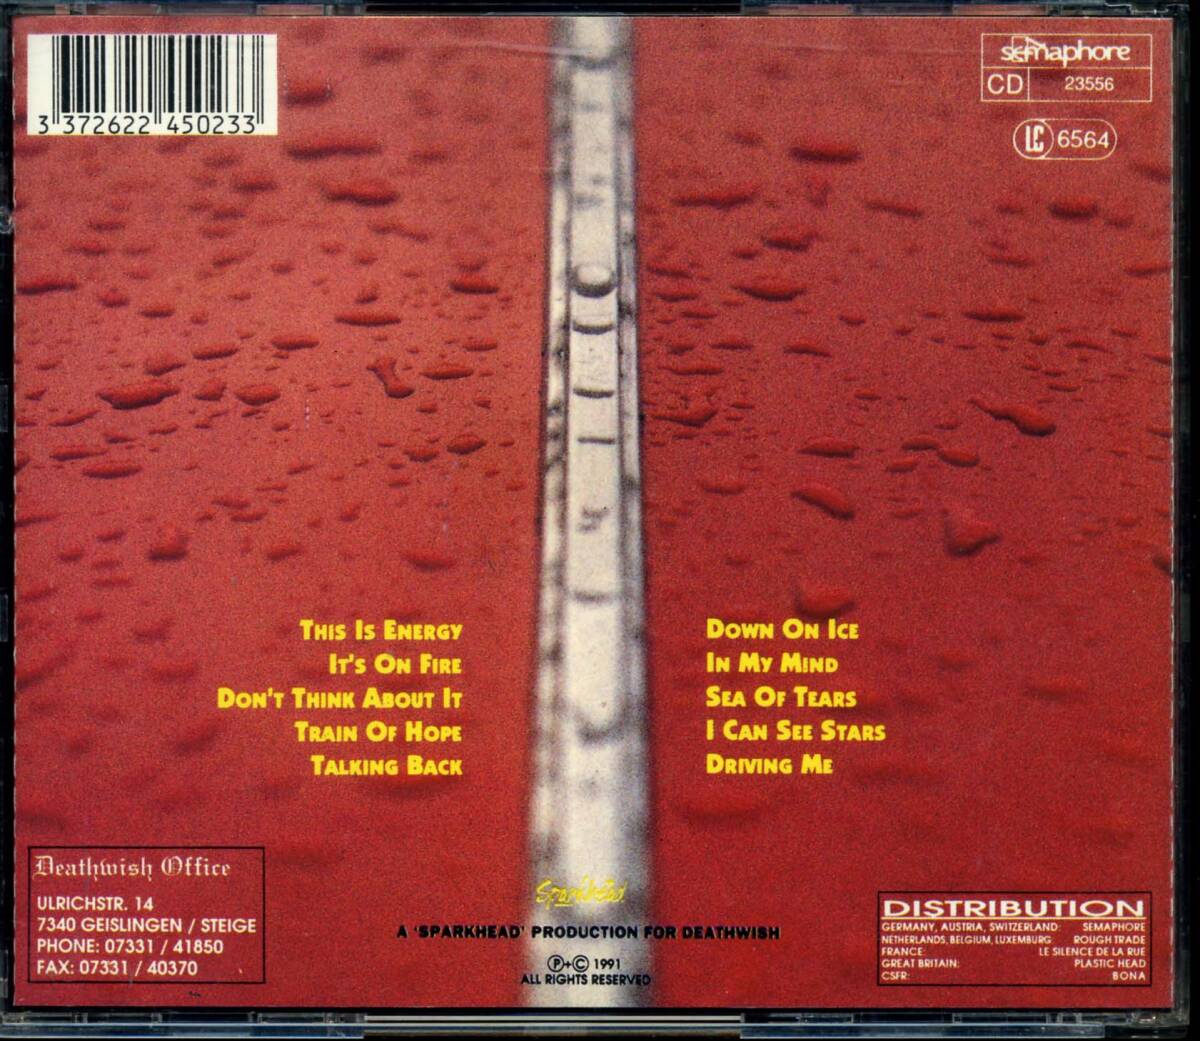 3 372622 450233
semaphore
CD 23556
LC 6564
This Is Energy
It's On Fire
Don't Think About It
Train Of Hope
Talking Back
Down On Ice
In My Mind
Sea Of Tears
I Can See Stars
Driving Me
Deathwish Office
ULRICHSTR. 14
7340 GEISLINGEN / STEIGE
PHONE: 07331 / 41850
FAX: 07331 / 40370
Sparkhead
A 'SPARKHEAD' PRODUCTION FOR DEATHWISH
Ⓟ+© 1991
ALL RIGHTS RESERVED
DISTRIBUTION
GERMANY, AUSTRIA, SWITZERLAND: SEMAPHORE
NETHERLANDS, BELGIUM, LUXEMBURG ROUGH TRADE
FRANCE: LE SILENCE DE LA RUE
GREAT BRITAIN: PLASTIC HEAD
CSFR: BONA